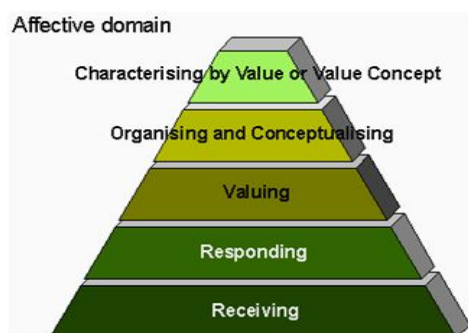 Affective domain
Characterising by Value or Value Concept
Organising and Conceptualising
Valuing
Responding
Receiving